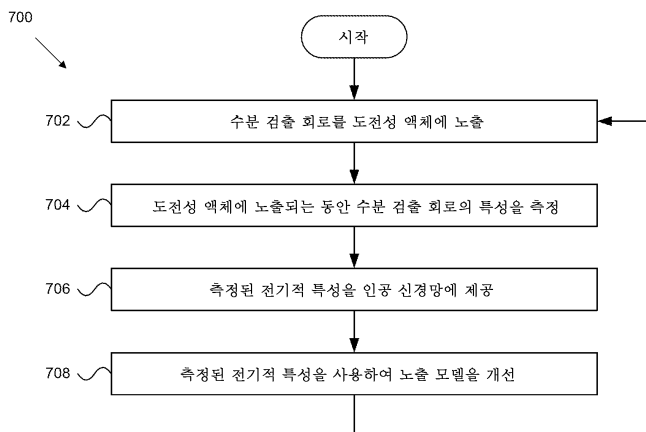 700
시작
702
수분 검출 회로를 도전성 액체에 노출
704
도전성 액체에 노출되는 동안 수분 검출 회로의 특성을 측정
706
측정된 전기적 특성을 인공 신경망에 제공
708
측정된 전기적 특성을 사용하여 노출 모델을 개선